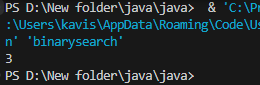 PS D:\New folder\java\java>  & 'C:\Pr
:\Users\kavis\AppData\Roaming\Code\Us
n' 'binarysearch'
3
PS D:\New folder\java\java>